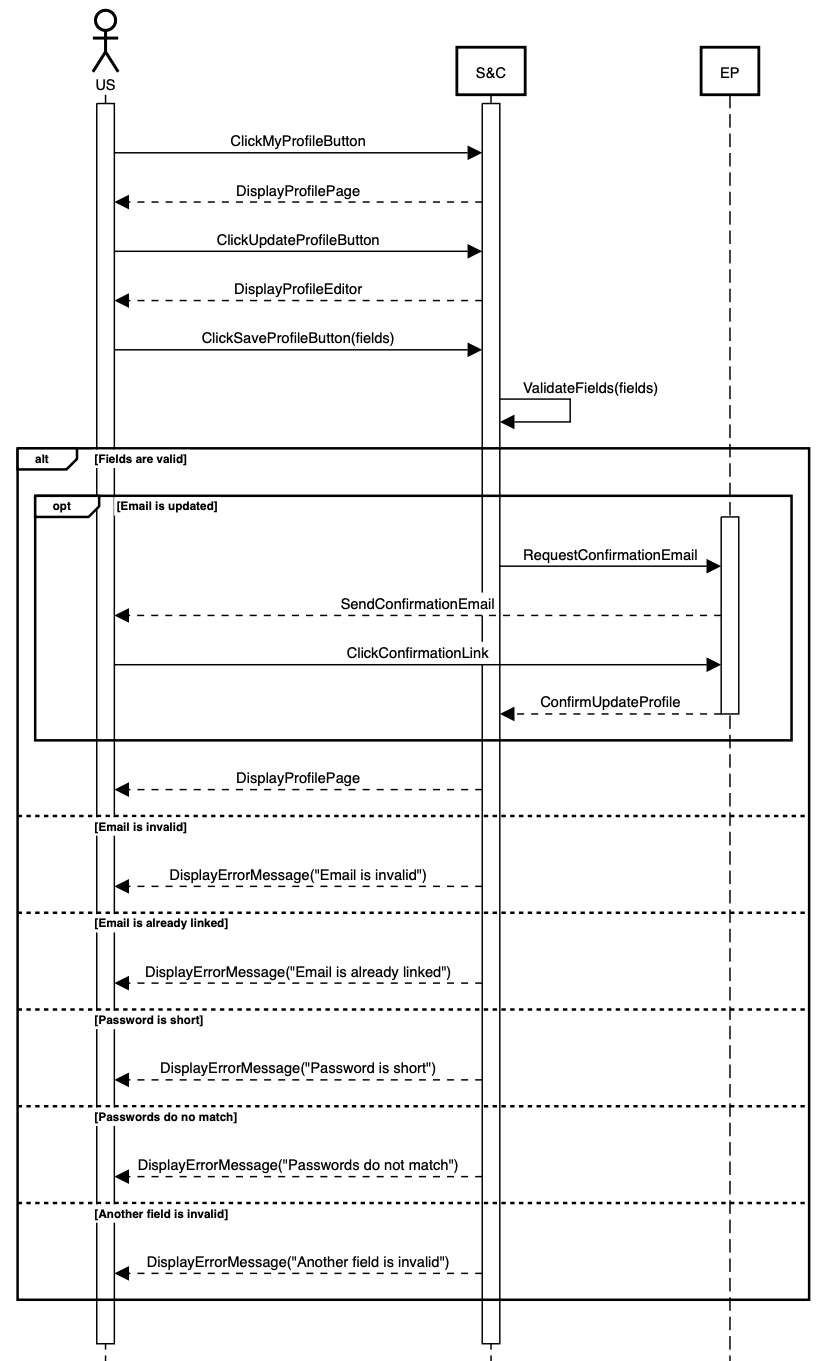 US
S&C
EP
ClickMyProfileButton
DisplayProfilePage
ClickUpdateProfileButton
DisplayProfileEditor
ClickSaveProfileButton(fields)
ValidateFields(fields)
alt
[Fields are valid]
opt
[Email is updated]
RequestConfirmationEmail
SendConfirmationEmail
ClickConfirmationLink
ConfirmUpdateProfile
DisplayProfilePage
[Email is invalid]
DisplayErrorMessage("Email is invalid")
[Email is already linked]
DisplayErrorMessage("Email is already linked")
[Password is short]
DisplayErrorMessage("Password is short")
[Passwords do no match]
DisplayErrorMessage("Passwords do not match")
[Another field is invalid]
DisplayErrorMessage("Another field is invalid")